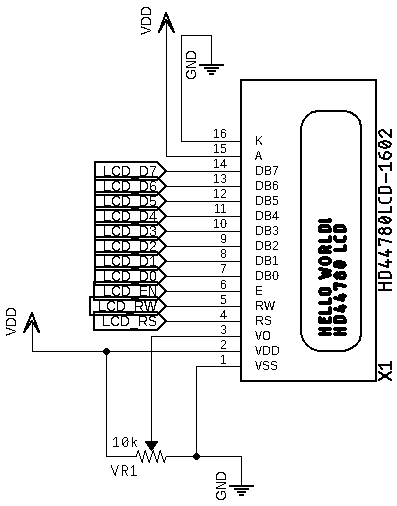 VDD
GND
16 K
15 A
LCD_D7 14 DB7
LCD_D6 13 DB6
LCD_D5 12 DB5
LCD_D4 11 DB4
LCD_D3 10 DB3
LCD_D2 9 DB2
LCD_D1 8 DB1
LCD_D0 7 DB0
LCD_EN 6 E
LCD_RW 5 RW
LCD_RS 4 RS
3 VO
2 VDD
1 VSS
HELLO WORLD!
HD44780 LCD
HD44780LCD-1602
X1
VDD
10k
VR1
GND